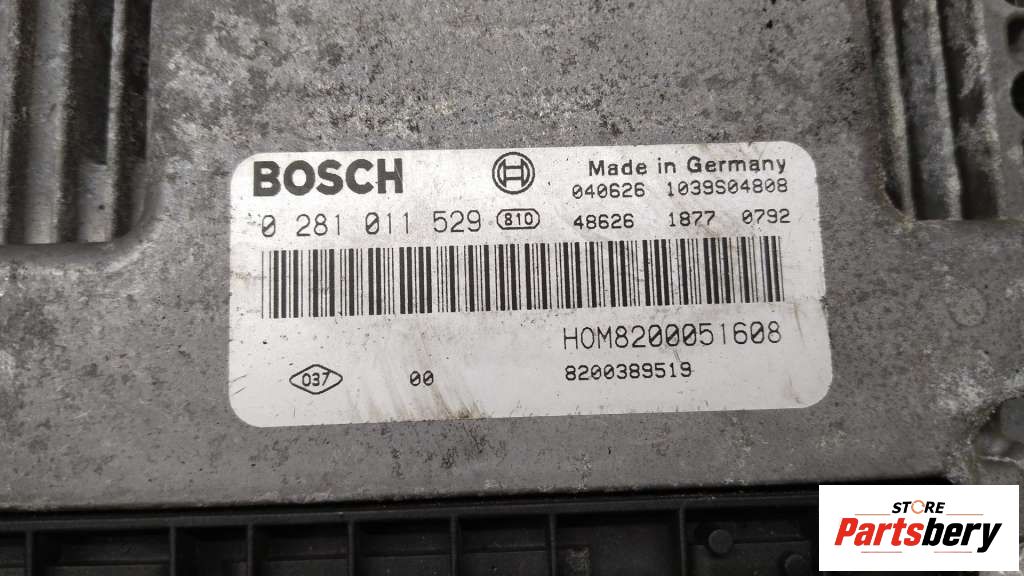 BOSCH
Made in Germany
040626 1039S04808
0 281 011 529 810 48626 1877 0792
HOM8200051608
037 00 8200389519
STORE
Partsbery